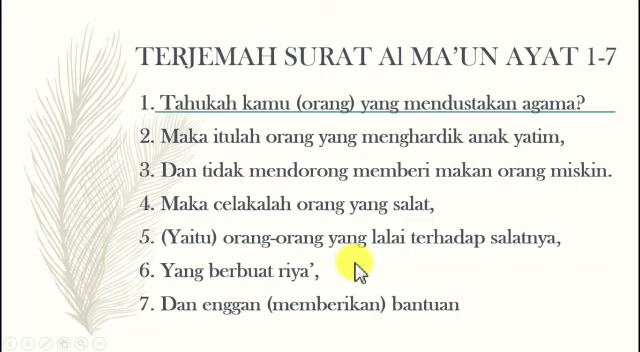 TERJEMAH SURAT Al MA’UN AYAT 1-7
1. Tahukah kamu (orang) yang mendustakan agama?
2. Maka itulah orang yang menghardik anak yatim,
3. Dan tidak mendorong memberi makan orang miskin.
4. Maka celakalah orang yang salat,
5. (Yaitu) orang-orang yang lalai terhadap salatnya,
6. Yang berbuat riya’,
7. Dan enggan (memberikan) bantuan